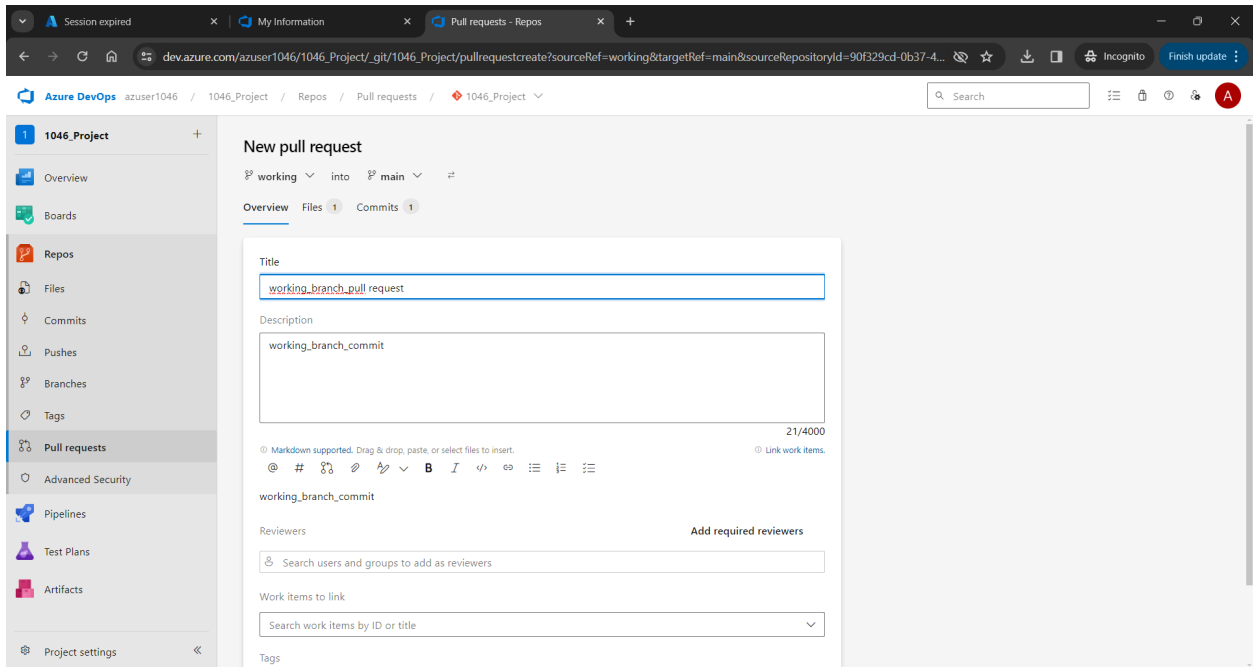 Session expired
My Information
Pull requests - Repos
dev.azure.com/azuser1046/1046_Project/_git/1046_Project/pullrequestcreate?sourceRef=working&targetRef=main&sourceRepositoryId=90f329cd-0b37-4...
Incognito
Finish update
Azure DevOps azuser1046 / 1046_Project / Repos / Pull requests / 1046_Project
Search
A
1 1046_Project
Overview
Boards
Repos
Files
Commits
Pushes
Branches
Tags
Pull requests
Advanced Security
Pipelines
Test Plans
Artifacts
Project settings
New pull request
working into main
Overview Files 1 Commits 1
Title
working_branch_pull request
Description
working_branch_commit
21/4000
Markdown supported. Drag & drop, paste, or select files to insert.
Link work items.
working_branch_commit
Reviewers
Add required reviewers
Search users and groups to add as reviewers
Work items to link
Search work items by ID or title
Tags